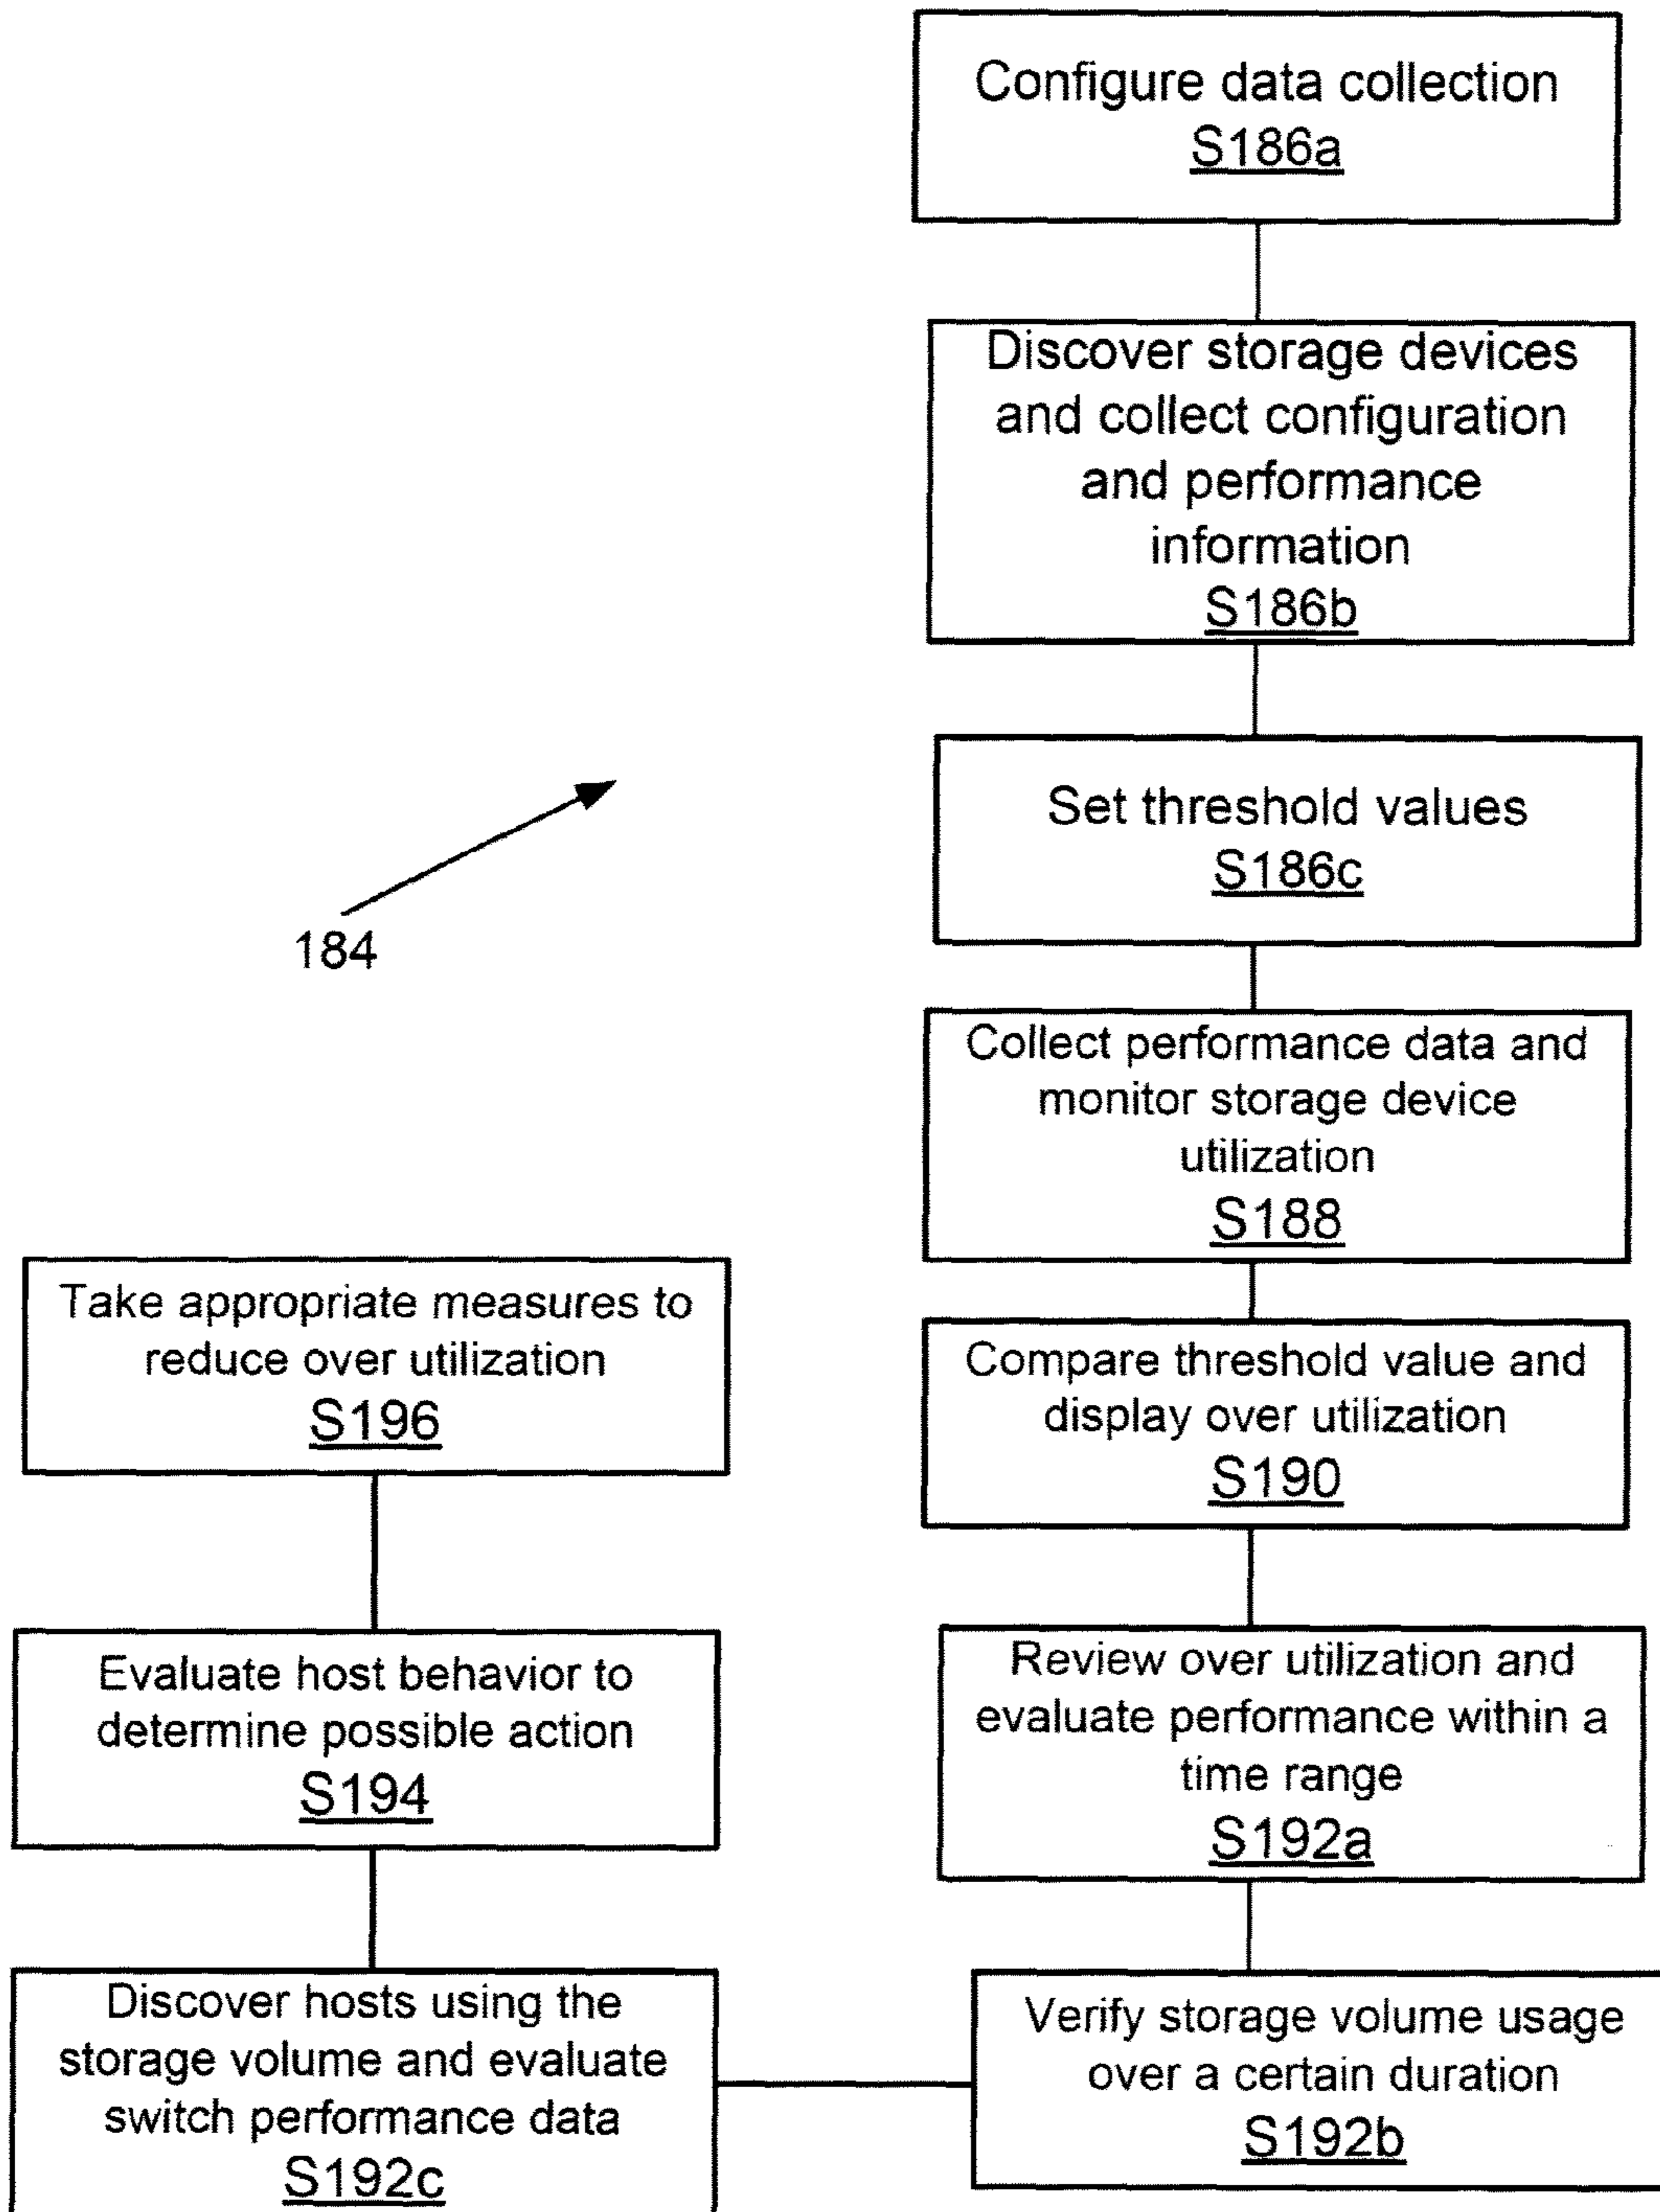 Configure data collection
S186a
Discover storage devices
and collect configuration
and performance
information
S186b
Set threshold values
S186c
184
Collect performance data and
monitor storage device
utilization
S188
Compare threshold value and
display over utilization
S190
Review over utilization and
evaluate performance within a
time range
S192a
Verify storage volume usage
over a certain duration
S192b
Discover hosts using the
storage volume and evaluate
switch performance data
S192c
Evaluate host behavior to
determine possible action
S194
Take appropriate measures to
reduce over utilization
S196